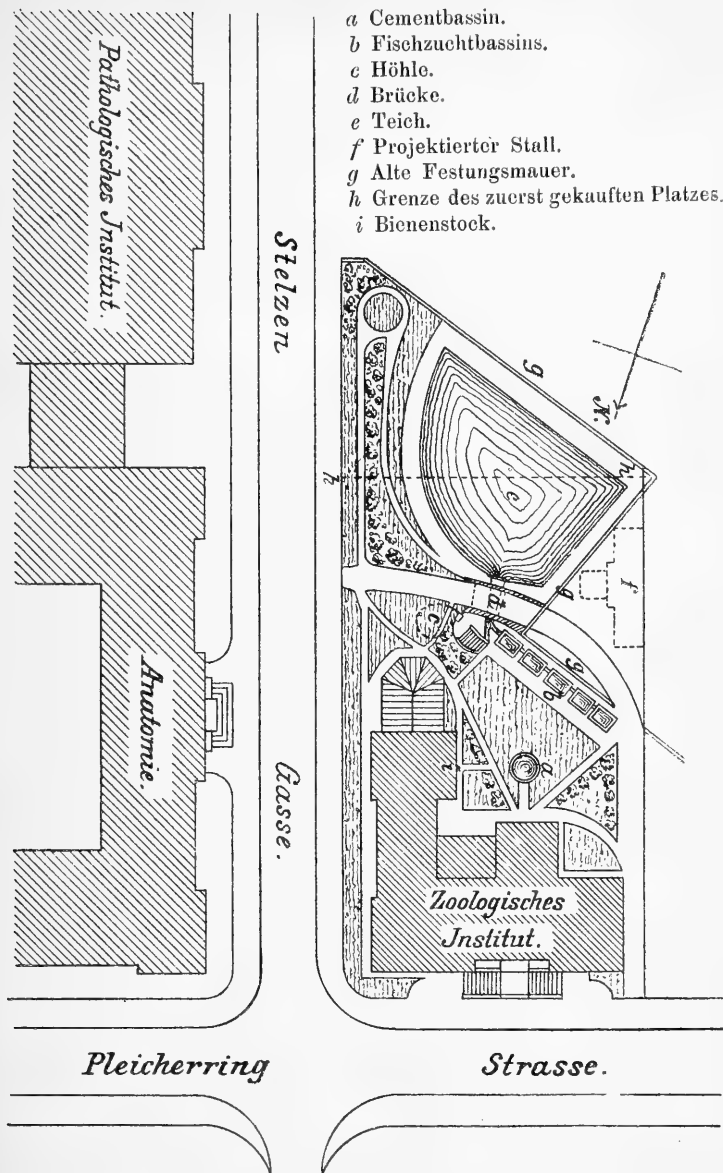 a Cementbassin.
b Fischzuchtbassins.
c Höhle.
d Brücke.
e Teich.
f Projektierter Stall.
g Alte Festungsmauer.
h Grenze des zuerst gekauften Platzes.
i Bienenstock.
Pathologisches Institut.
Stelzen
Gasse.
g
N.
h
h
e
f
d
g
c
g
b
a
i
Anatomie.
Zoologisches
Institut.
Pleicherring
Strasse.